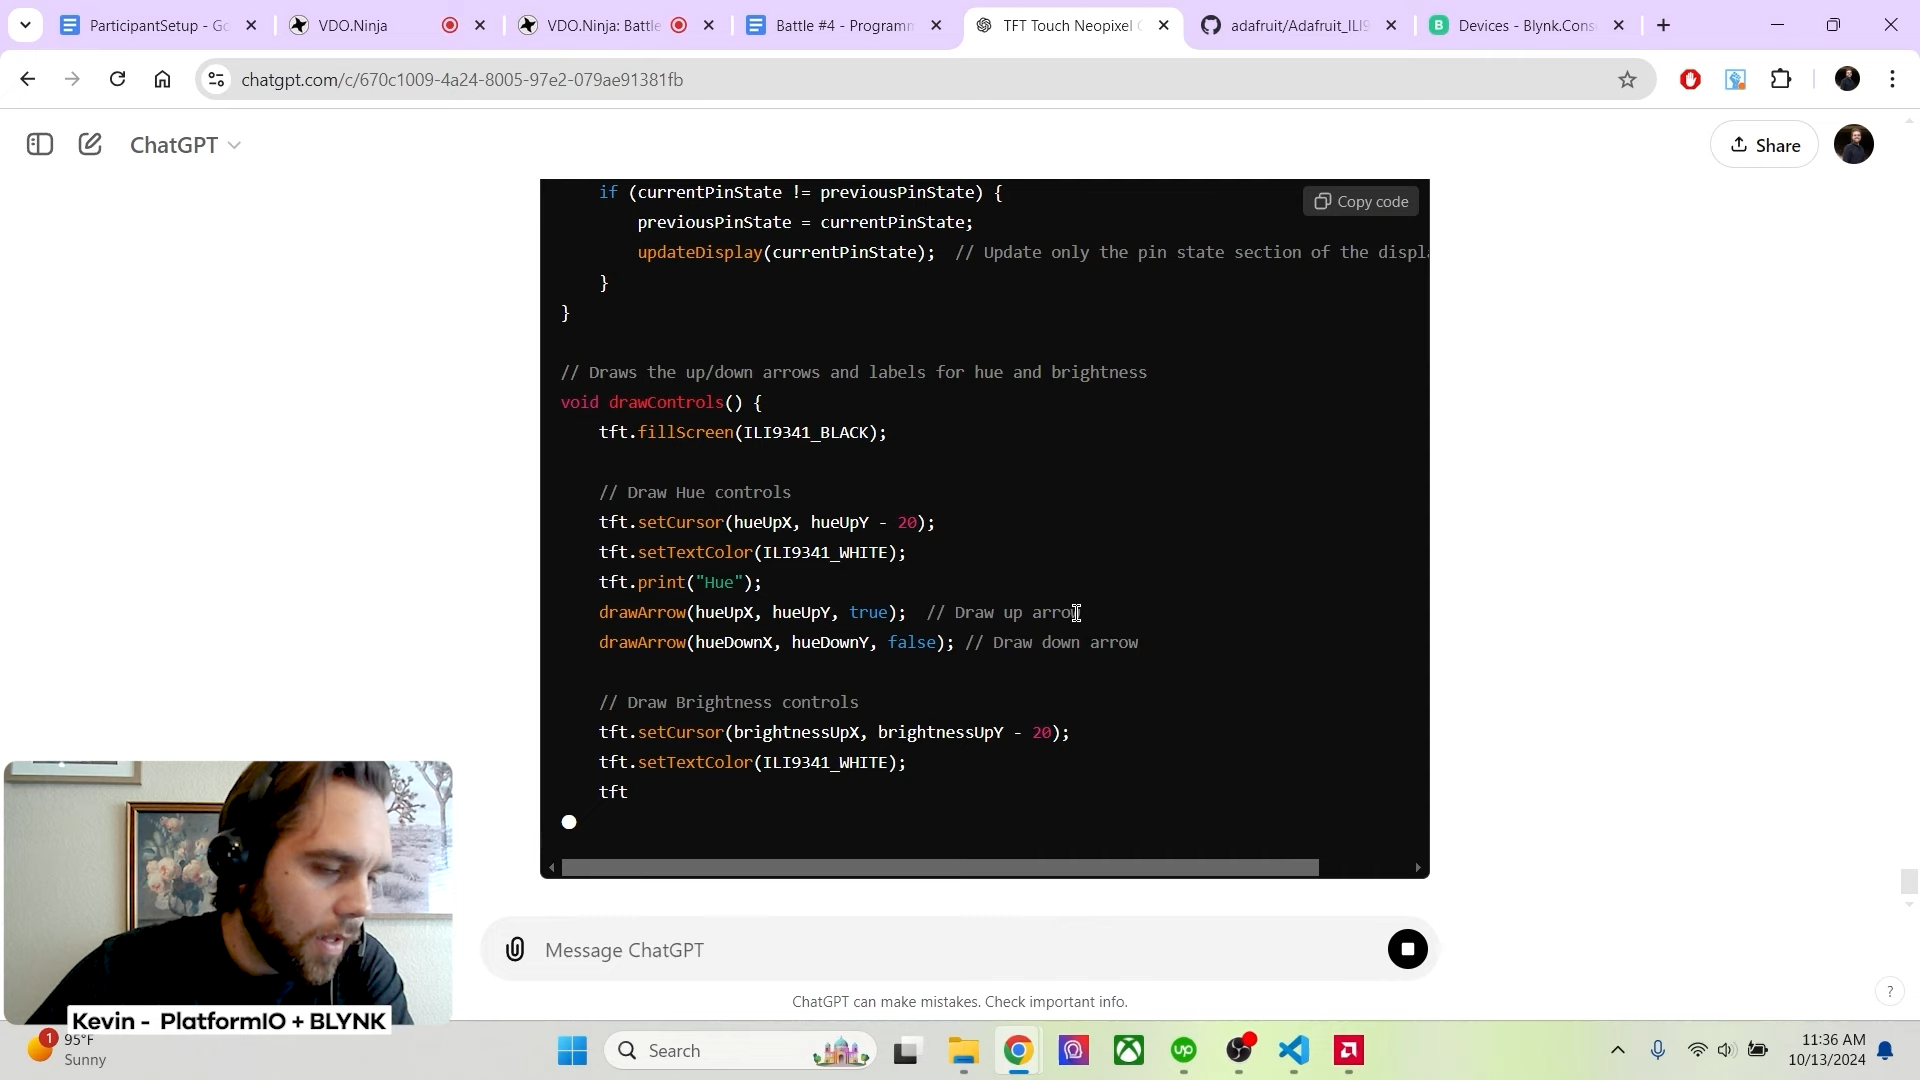 ParticipantSetup - Go
VDO.Ninja
VDO.Ninja: Battle
Battle #4 - Programm
TFT Touch Neopixel C
adafruit/Adafruit_ILI9
Devices - Blynk.Cons
chatgpt.com/c/670c1009-4a24-8005-97e2-079ae91381fb
ChatGPT
Share
Copy code
if (currentPinState != previousPinState) {
previousPinState = currentPinState;
updateDisplay(currentPinState);  // Update only the pin state section of the displa
}
}
// Draws the up/down arrows and labels for hue and brightness
void drawControls() {
tft.fillScreen(ILI9341_BLACK);
// Draw Hue controls
tft.setCursor(hueUpX, hueUpY - 20);
tft.setTextColor(ILI9341_WHITE);
tft.print("Hue");
drawArrow(hueUpX, hueUpY, true);  // Draw up arrow
drawArrow(hueDownX, hueDownY, false); // Draw down arrow
// Draw Brightness controls
tft.setCursor(brightnessUpX, brightnessUpY - 20);
tft.setTextColor(ILI9341_WHITE);
tft
Message ChatGPT
ChatGPT can make mistakes. Check important info.
?
Kevin - PlatformIO + BLYNK
1
95°F
Sunny
Search
up
11:36 AM
10/13/2024